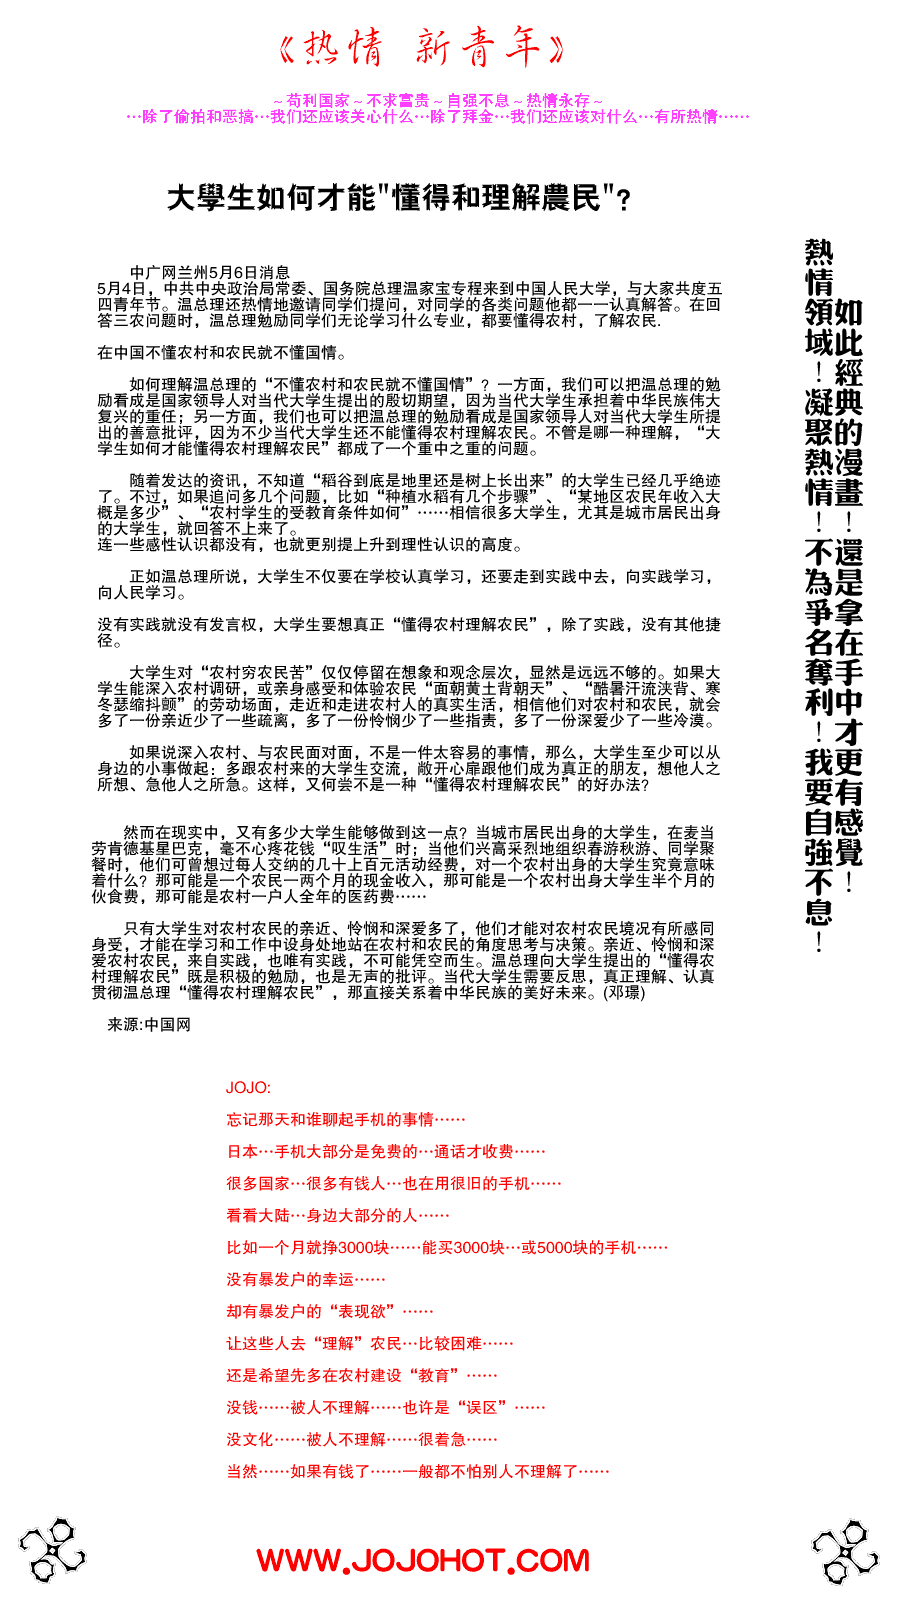 《热情 新青年》
～苟利国家～不求富贵～自强不息～热情永存～
…除了偷拍和恶搞…我们还应该关心什么…除了拜金…我们还应该对什么…有所热情……
大學生如何才能"懂得和理解農民"?
中广网兰州5月6日消息
5月4日，中共中央政治局常委、国务院总理温家宝专程来到中国人民大学，与大家共度五
四青年节。温总理还热情地邀请同学们提问，对同学的各类问题他都一一认真解答。在回
答三农问题时，温总理勉励同学们无论学习什么专业，都要懂得农村，了解农民.
在中国不懂农村和农民就不懂国情。
如何理解温总理的“不懂农村和农民就不懂国情”？一方面，我们可以把温总理的勉
励看成是国家领导人对当代大学生提出的殷切期望，因为当代大学生承担着中华民族伟大
复兴的重任；另一方面，我们也可以把温总理的勉励看成是国家领导人对当代大学生所提
出的善意批评，因为不少当代大学生还不能懂得农村理解农民。不管是哪一种理解，“大
学生如何才能懂得农村理解农民”都成了一个重中之重的问题。
随着发达的资讯，不知道“稻谷到底是地里还是树上长出来”的大学生已经几乎绝迹
了。不过，如果追问多几个问题，比如“种植水稻有几个步骤”、“某地区农民年收入大
概是多少”、“农村学生的受教育条件如何”……相信很多大学生，尤其是城市居民出身
的大学生，就回答不上来了。
连一些感性认识都没有，也就更别提上升到理性认识的高度。
正如温总理所说，大学生不仅要在学校认真学习，还要走到实践中去，向实践学习，
向人民学习。
没有实践就没有发言权，大学生要想真正“懂得农村理解农民”，除了实践，没有其他捷
径。
大学生对“农村穷农民苦”仅仅停留在想象和观念层次，显然是远远不够的。如果大
学生能深入农村调研，或亲身感受和体验农民“面朝黄土背朝天”、“酷暑汗流浃背、寒
冬瑟缩抖颤”的劳动场面，走近和走进农村人的真实生活，相信他们对农村和农民，就会
多了一份亲近少了一些疏离，多了一份怜悯少了一些指责，多了一份深爱少了一些冷漠。
如果说深入农村、与农民面对面，不是一件太容易的事情，那么，大学生至少可以从
身边的小事做起：多跟农村来的大学生交流，敞开心扉跟他们成为真正的朋友，想他人之
所想、急他人之所急。这样，又何尝不是一种“懂得农村理解农民”的好办法？
然而在现实中，又有多少大学生能够做到这一点？当城市居民出身的大学生，在麦当
劳肯德基星巴克，毫不心疼花钱“叹生活”时；当他们兴高采烈地组织春游秋游、同学聚
餐时，他们可曾想过每人交纳的几十上百元活动经费，对一个农村出身的大学生究竟意味
着什么？那可能是一个农民一两个月的现金收入，那可能是一个农村出身大学生半个月的
伙食费，那可能是农村一户人全年的医药费……
只有大学生对农村农民的亲近、怜悯和深爱多了，他们才能对农村农民境况有所感同
身受，才能在学习和工作中设身处地站在农村和农民的角度思考与决策。亲近、怜悯和深
爱农村农民，来自实践，也唯有实践，不可能凭空而生。温总理向大学生提出的“懂得农
村理解农民”既是积极的勉励，也是无声的批评。当代大学生需要反思，真正理解、认真
贯彻温总理“懂得农村理解农民”，那直接关系着中华民族的美好未来。(邓璟)
来源:中国网
如此經典的漫畫！還是拿在手中才更有感覺！
熱情領域！凝聚熱情！不為爭名奪利！我要自強不息！
JOJO:
忘记那天和谁聊起手机的事情……
日本…手机大部分是免费的…通话才收费……
很多国家…很多有钱人…也在用很旧的手机……
看看大陆…身边大部分的人……
比如一个月就挣3000块……能买3000块…或5000块的手机……
没有暴发户的幸运……
却有暴发户的“表现欲”……
让这些人去“理解”农民…比较困难……
还是希望先多在农村建设“教育”……
没钱……被人不理解……也许是“误区”……
没文化……被人不理解……很着急……
当然……如果有钱了……一般都不怕别人不理解了……
WWW.JOJOHOT.COM